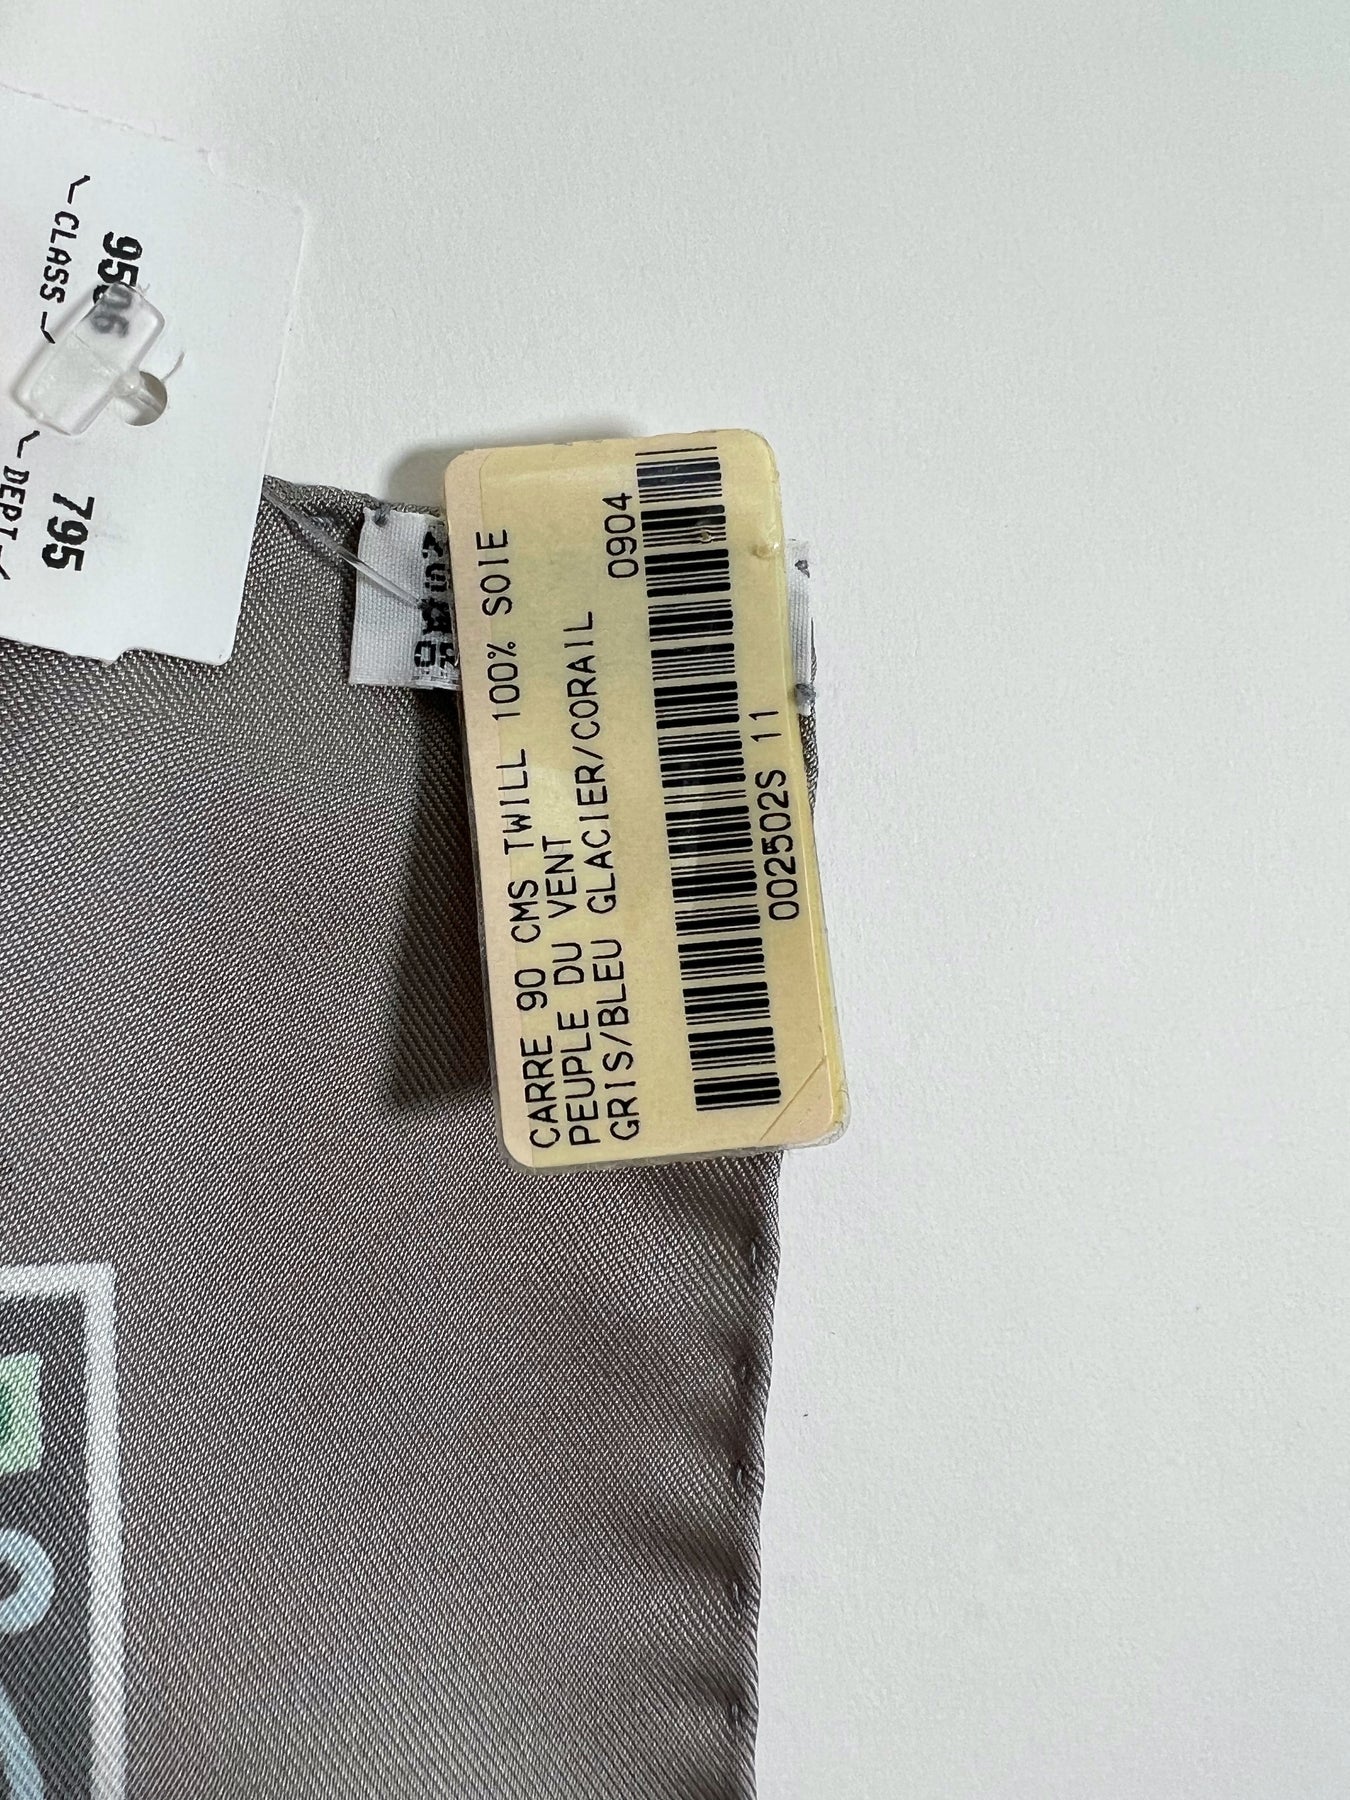 CARRE 90 CMS TWILL 100% SOIE
PEUPLE DU VENT
GRIS/BLEU GLACIER/CORAIL 0904
002502S 11
CLASS
DEPT
795